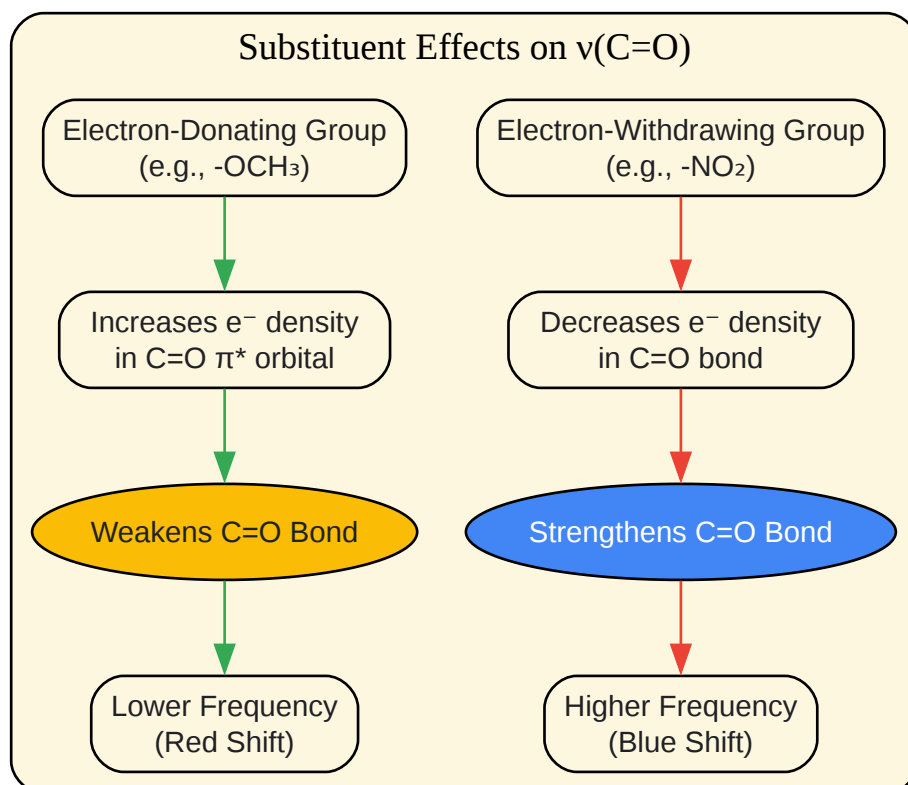 Substituent Effects on ν(C=O)
Electron-Donating Group
(e.g., -OCH₃)
Increases e⁻ density
in C=O π* orbital
Weakens C=O Bond
Lower Frequency
(Red Shift)
Electron-Withdrawing Group
(e.g., -NO₂)
Decreases e⁻ density
in C=O bond
Strengthens C=O Bond
Higher Frequency
(Blue Shift)